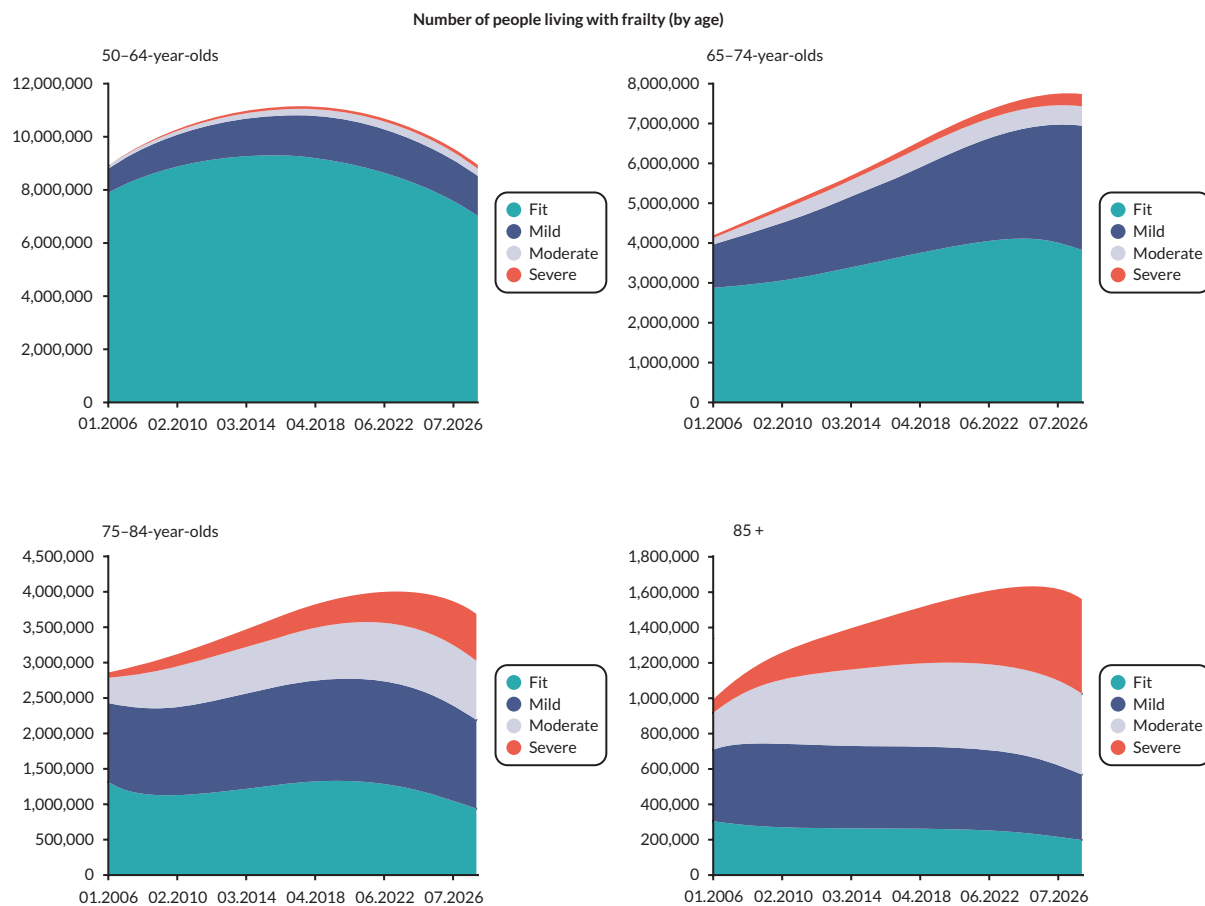 Number of people living with frailty (by age)
50–64-year-olds
12,000,000
10,000,000
8,000,000
6,000,000
4,000,000
2,000,000
0
01.2006 02.2010 03.2014 04.2018 06.2022 07.2026
Fit
Mild
Moderate
Severe
65–74-year-olds
8,000,000
7,000,000
6,000,000
5,000,000
4,000,000
3,000,000
2,000,000
1,000,000
0
01.2006 02.2010 03.2014 04.2018 06.2022 07.2026
Fit
Mild
Moderate
Severe
75–84-year-olds
4,500,000
4,000,000
3,500,000
3,000,000
2,500,000
2,000,000
1,500,000
1,000,000
500,000
0
01.2006 02.2010 03.2014 04.2018 06.2022 07.2026
Fit
Mild
Moderate
Severe
85 +
1,800,000
1,600,000
1,400,000
1,200,000
1,000,000
800,000
600,000
400,000
200,000
0
01.2006 02.2010 03.2014 04.2018 06.2022 07.2026
Fit
Mild
Moderate
Severe